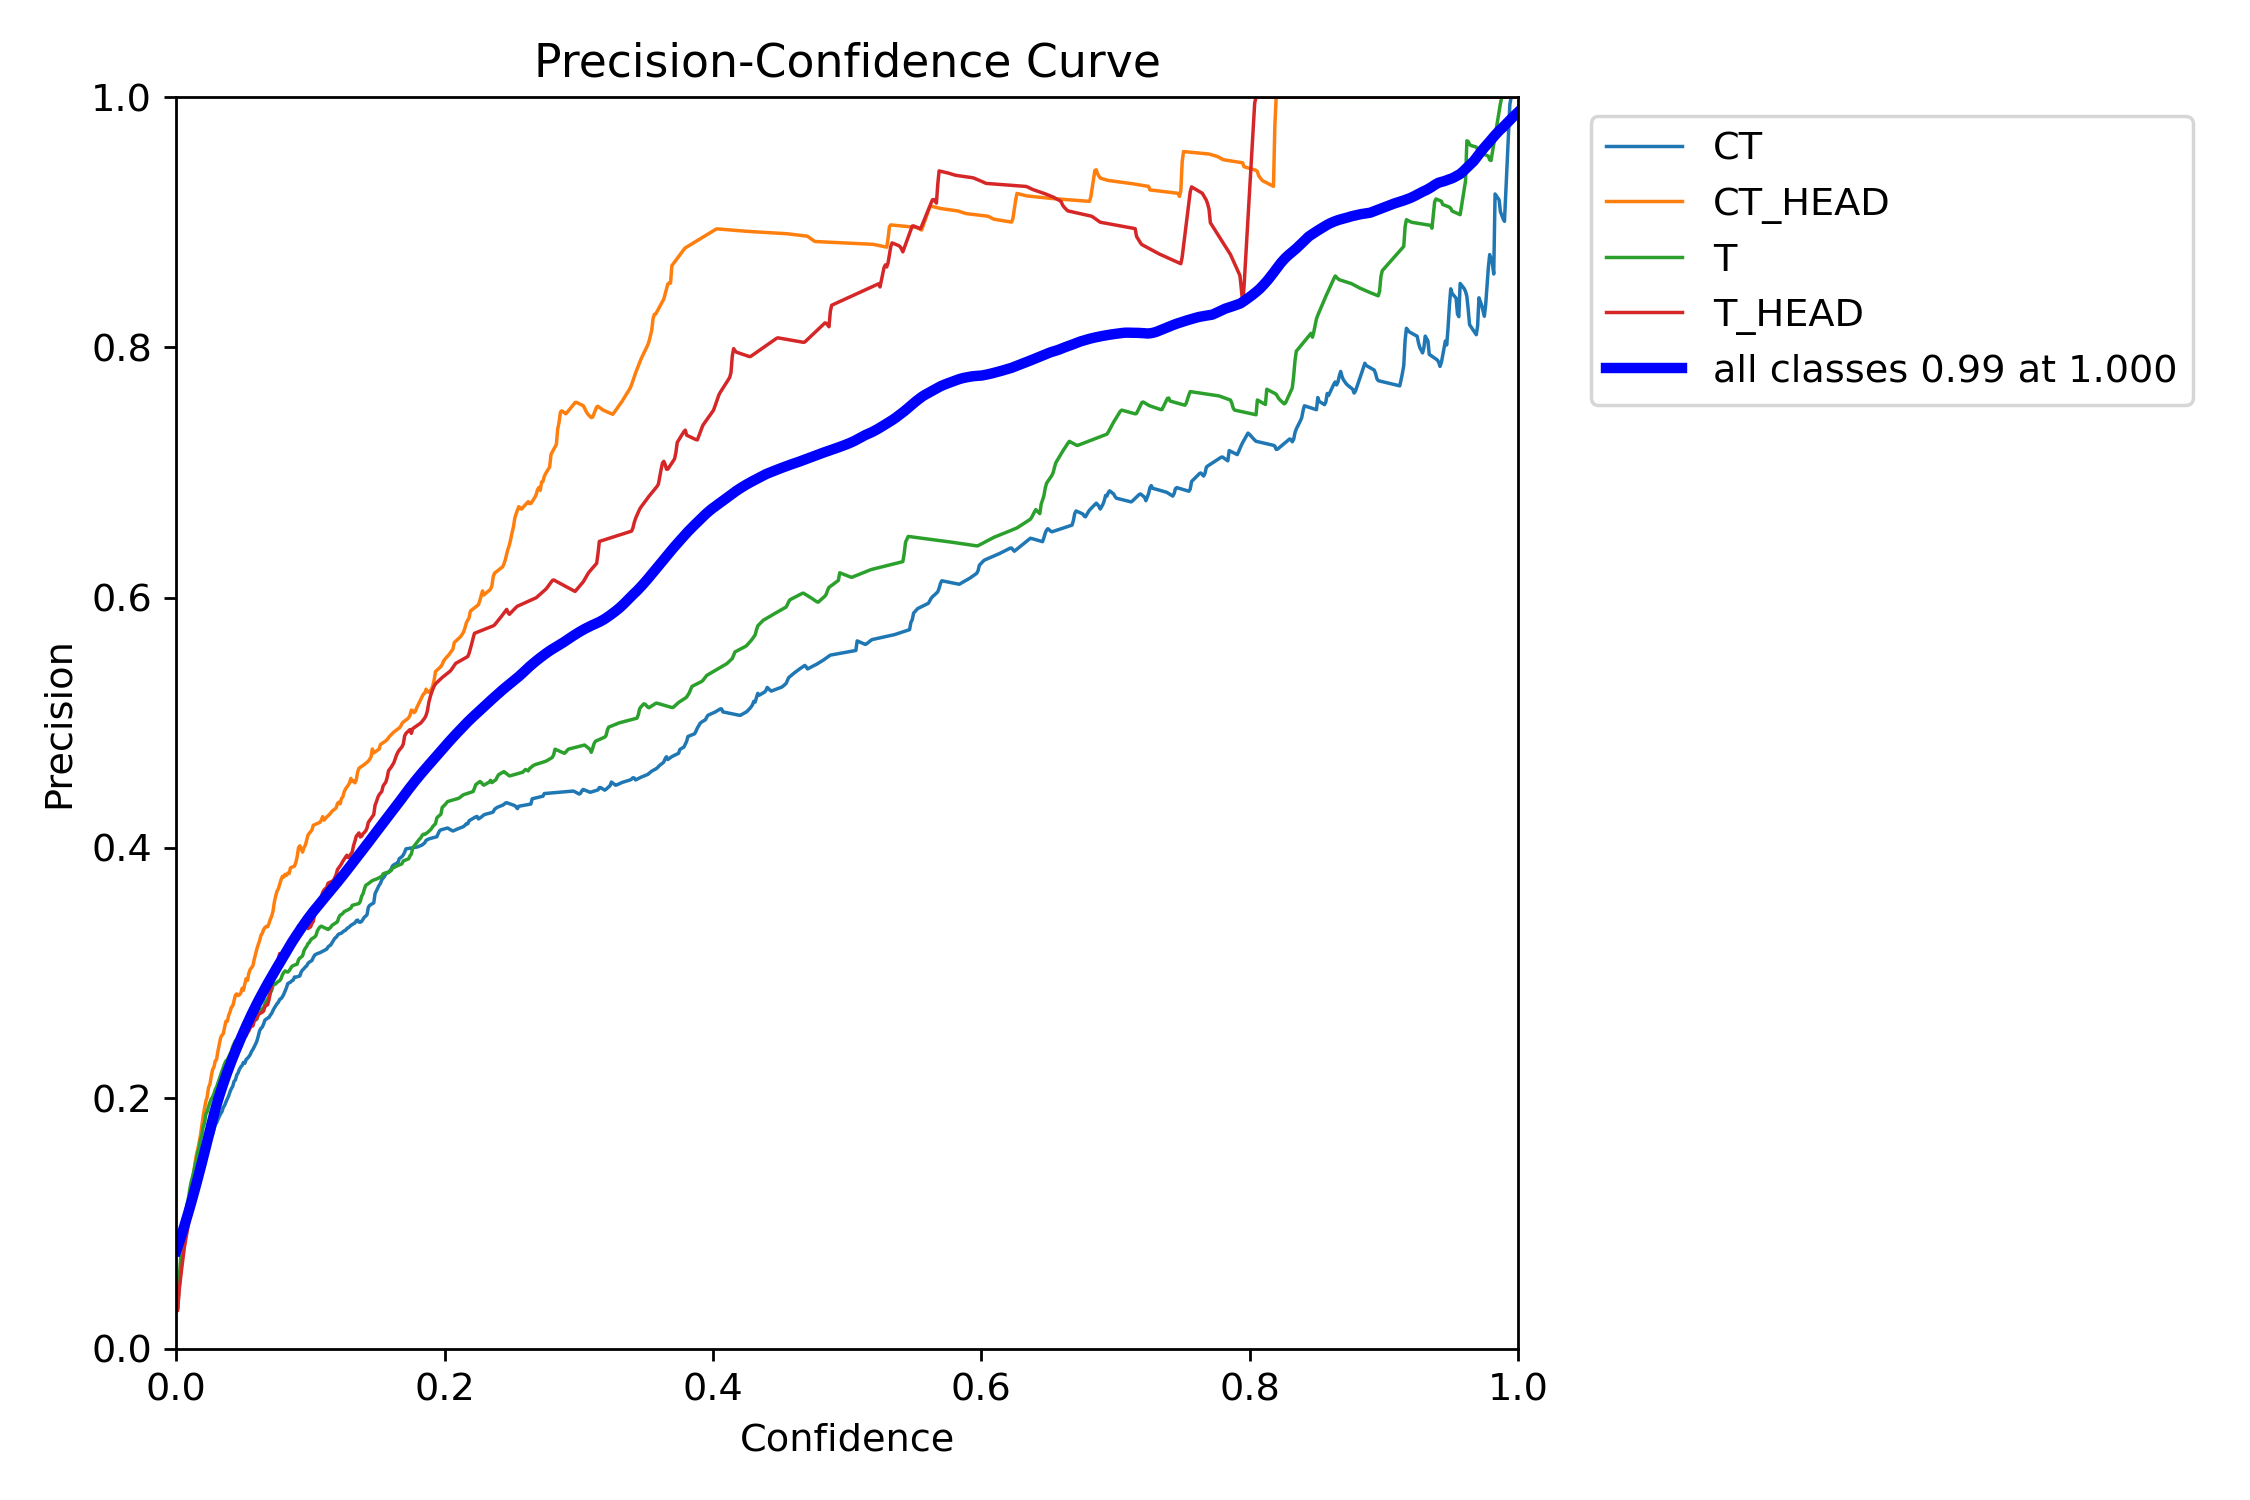 Precision-Confidence Curve
1.0
0.8
0.6
0.4
0.2
0.0
Precision
0.0 0.2 0.4 0.6 0.8 1.0
Confidence
CT
CT_HEAD
T
T_HEAD
all classes 0.99 at 1.000